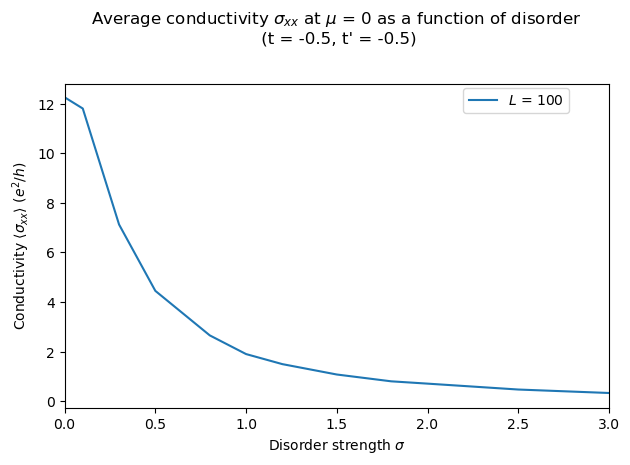 Average conductivity σxx at μ = 0 as a function of disorder
(t = -0.5, t' = -0.5)
L = 100
Conductivity ⟨σxx⟩ (e²/h)
12
10
8
6
4
2
0
0.0 0.5 1.0 1.5 2.0 2.5 3.0
Disorder strength σ